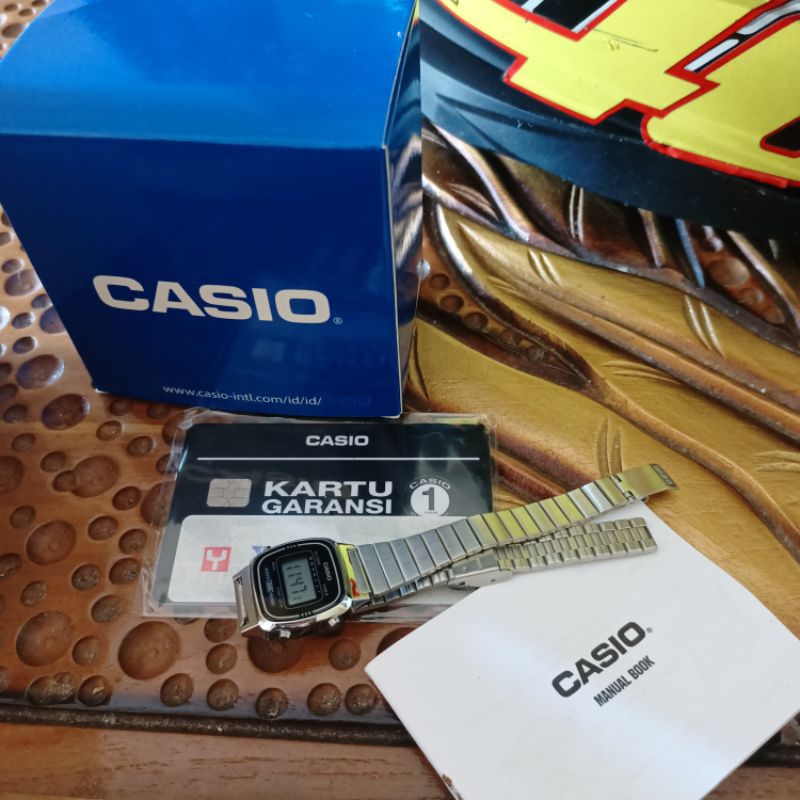 CASIO®
www.casio-intl.com/id/id/
CASIO
KARTU
GARANSI
CASIO
1
CASIO
CASIO®
MANUAL BOOK